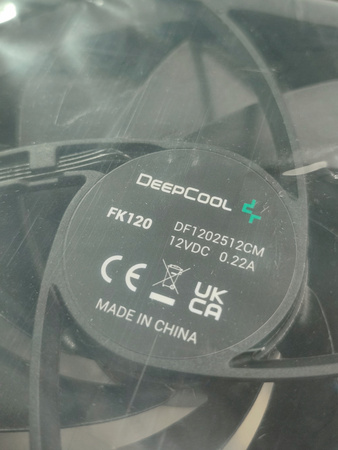 DEEPCOOL
FK120
DF1202512CM
12VDC 0.22A
CE
UK
CA
MADE IN CHINA